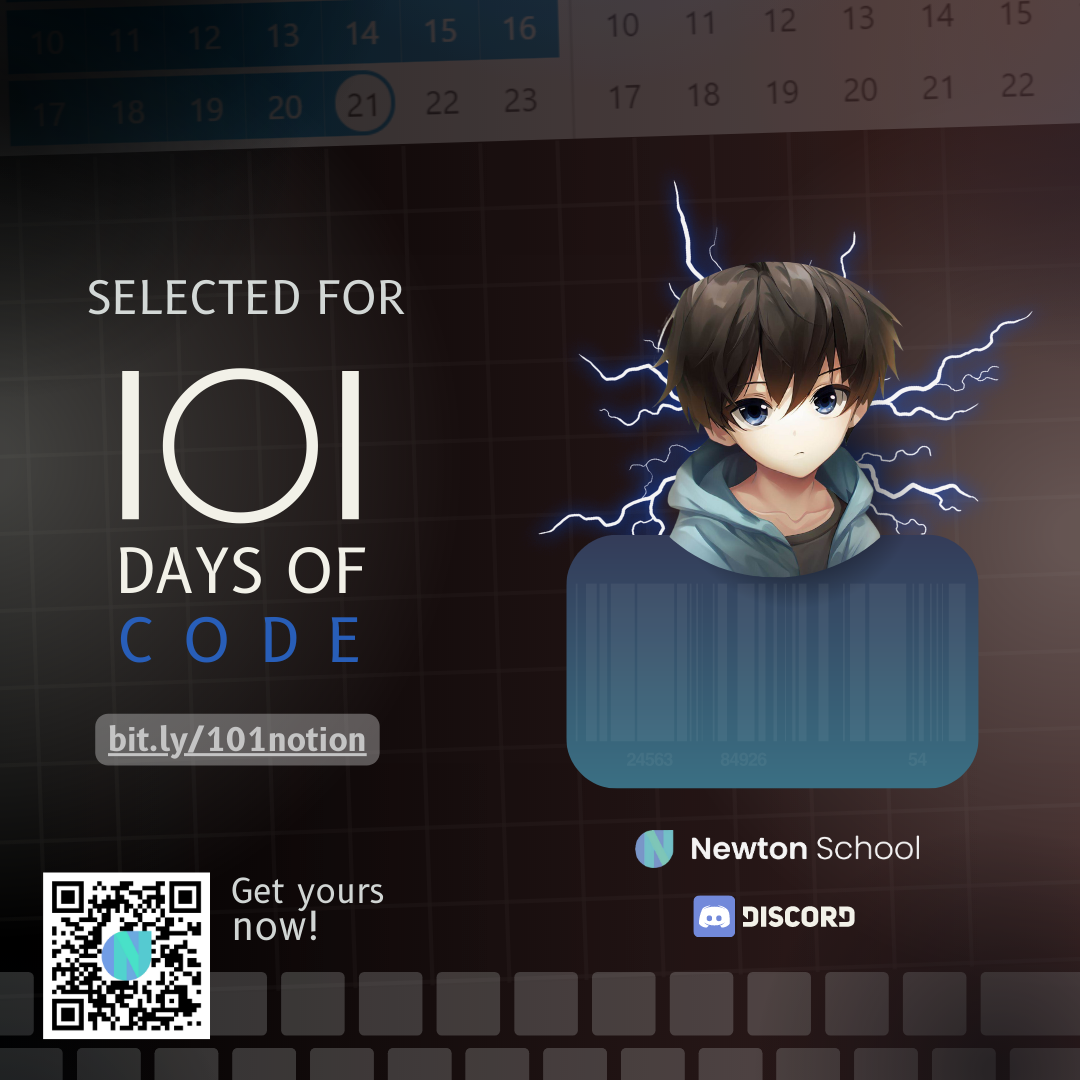 10 11 12 13 14 15 16 10 11 12 13 14 15
17 18 19 20 21 22 23 17 18 19 20 21 22
SELECTED FOR
101
DAYS OF
CODE
bit.ly/101notion
Get yours
now!
24563 84926 54
Newton School
DISCORD